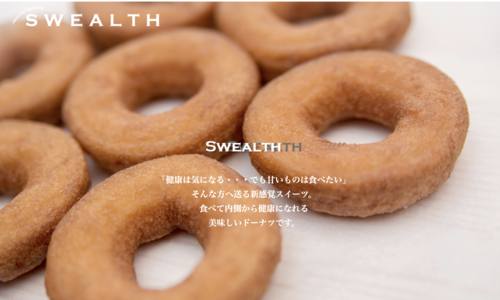 SWEALTH
SWEALTHTH
「健康は気になる・・・でも甘いものは食べたい」
そんな方へ送る新感覚スイーツ。
食べて内側から健康になれる
美味しいドーナツです。